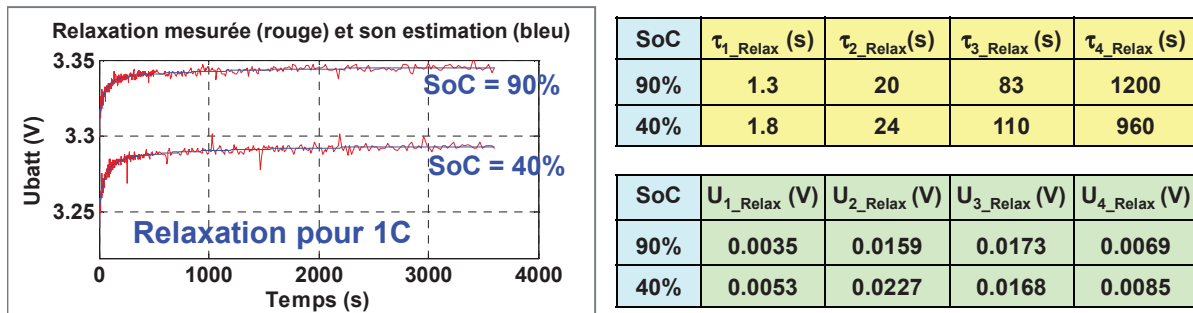 Relaxation mesurée (rouge) et son estimation (bleu)
3.35
3.3
3.25
3.2
Ubatt (V)
SoC = 90%
SoC = 40%
Relaxation pour 1C
0 1000 2000 3000 4000
Temps (s)
SoC τ1_Relax (s) τ2_Relax(s) τ3_Relax (s) τ4_Relax (s)
90% 1.3 20 83 1200
40% 1.8 24 110 960
SoC U1_Relax (V) U2_Relax (V) U3_Relax (V) U4_Relax (V)
90% 0.0035 0.0159 0.0173 0.0069
40% 0.0053 0.0227 0.0168 0.0085